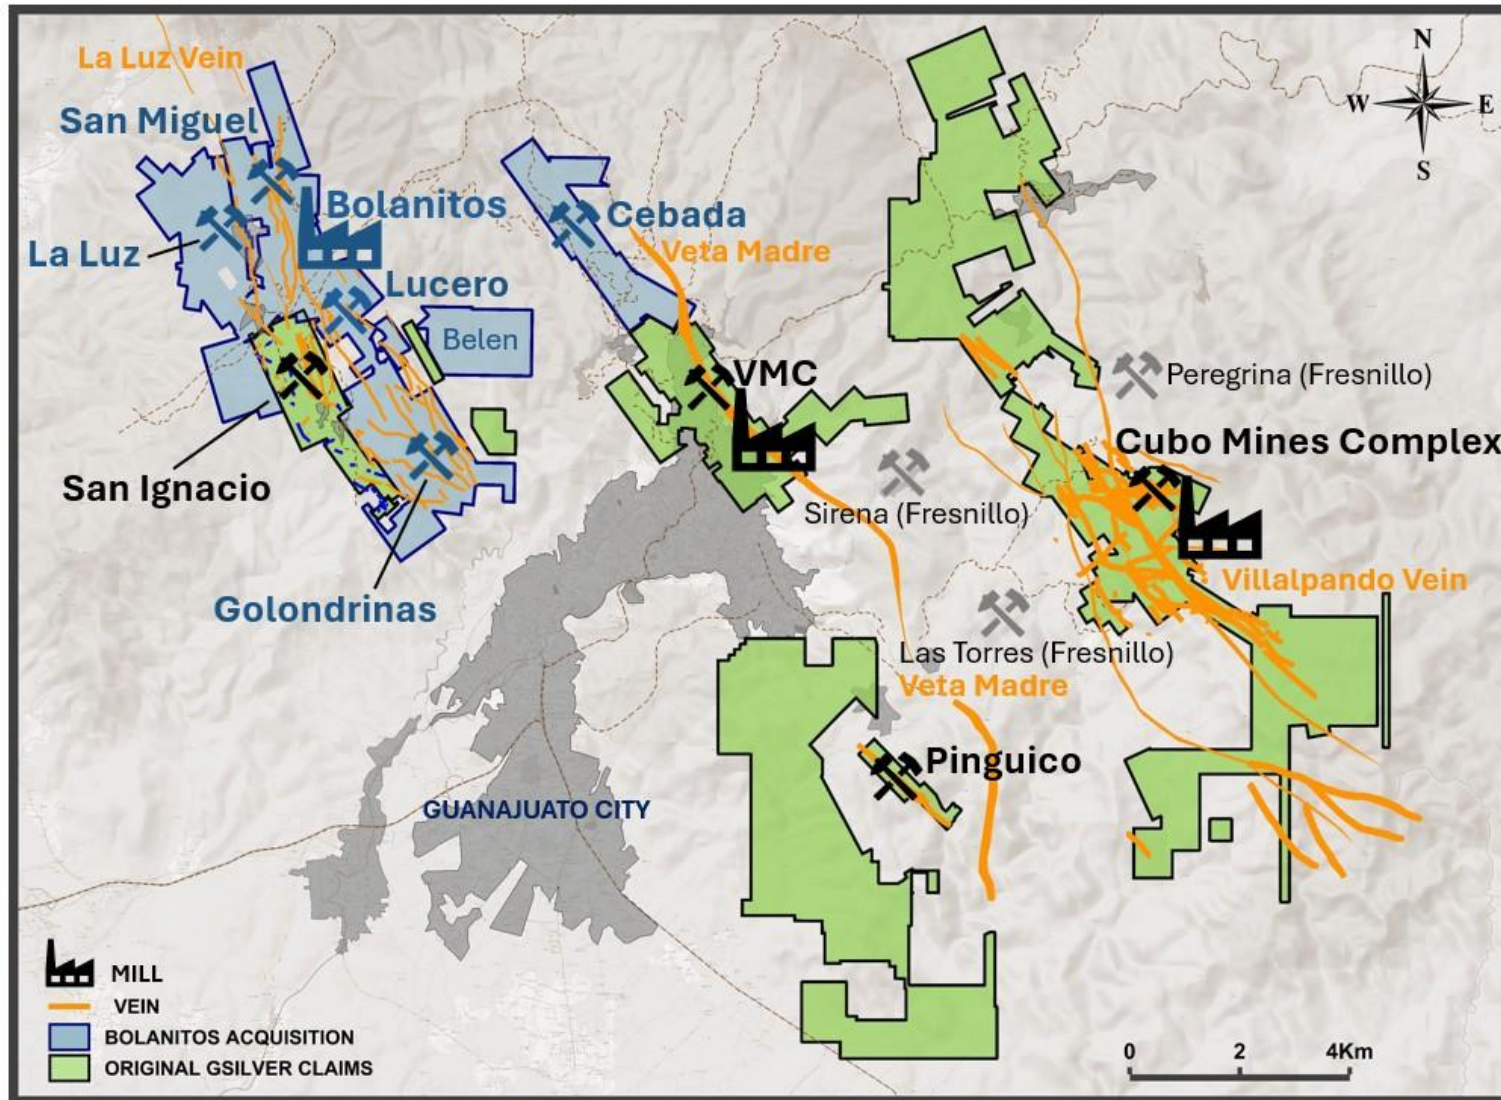 La Luz Vein
San Miguel
N
W
E
S
Bolanitos
Cebada
La Luz
Veta Madre
Lucero
Belen
VMC
Peregrina (Fresnillo)
Cubo Mines Complex
San Ignacio
Sirena (Fresnillo)
Villalpando Vein
Golondrinas
Las Torres (Fresnillo)
Veta Madre
Pinguico
GUANAJUATO CITY
MILL
VEIN
BOLANITOS ACQUISITION
ORIGINAL GSILVER CLAIMS
0 2 4Km